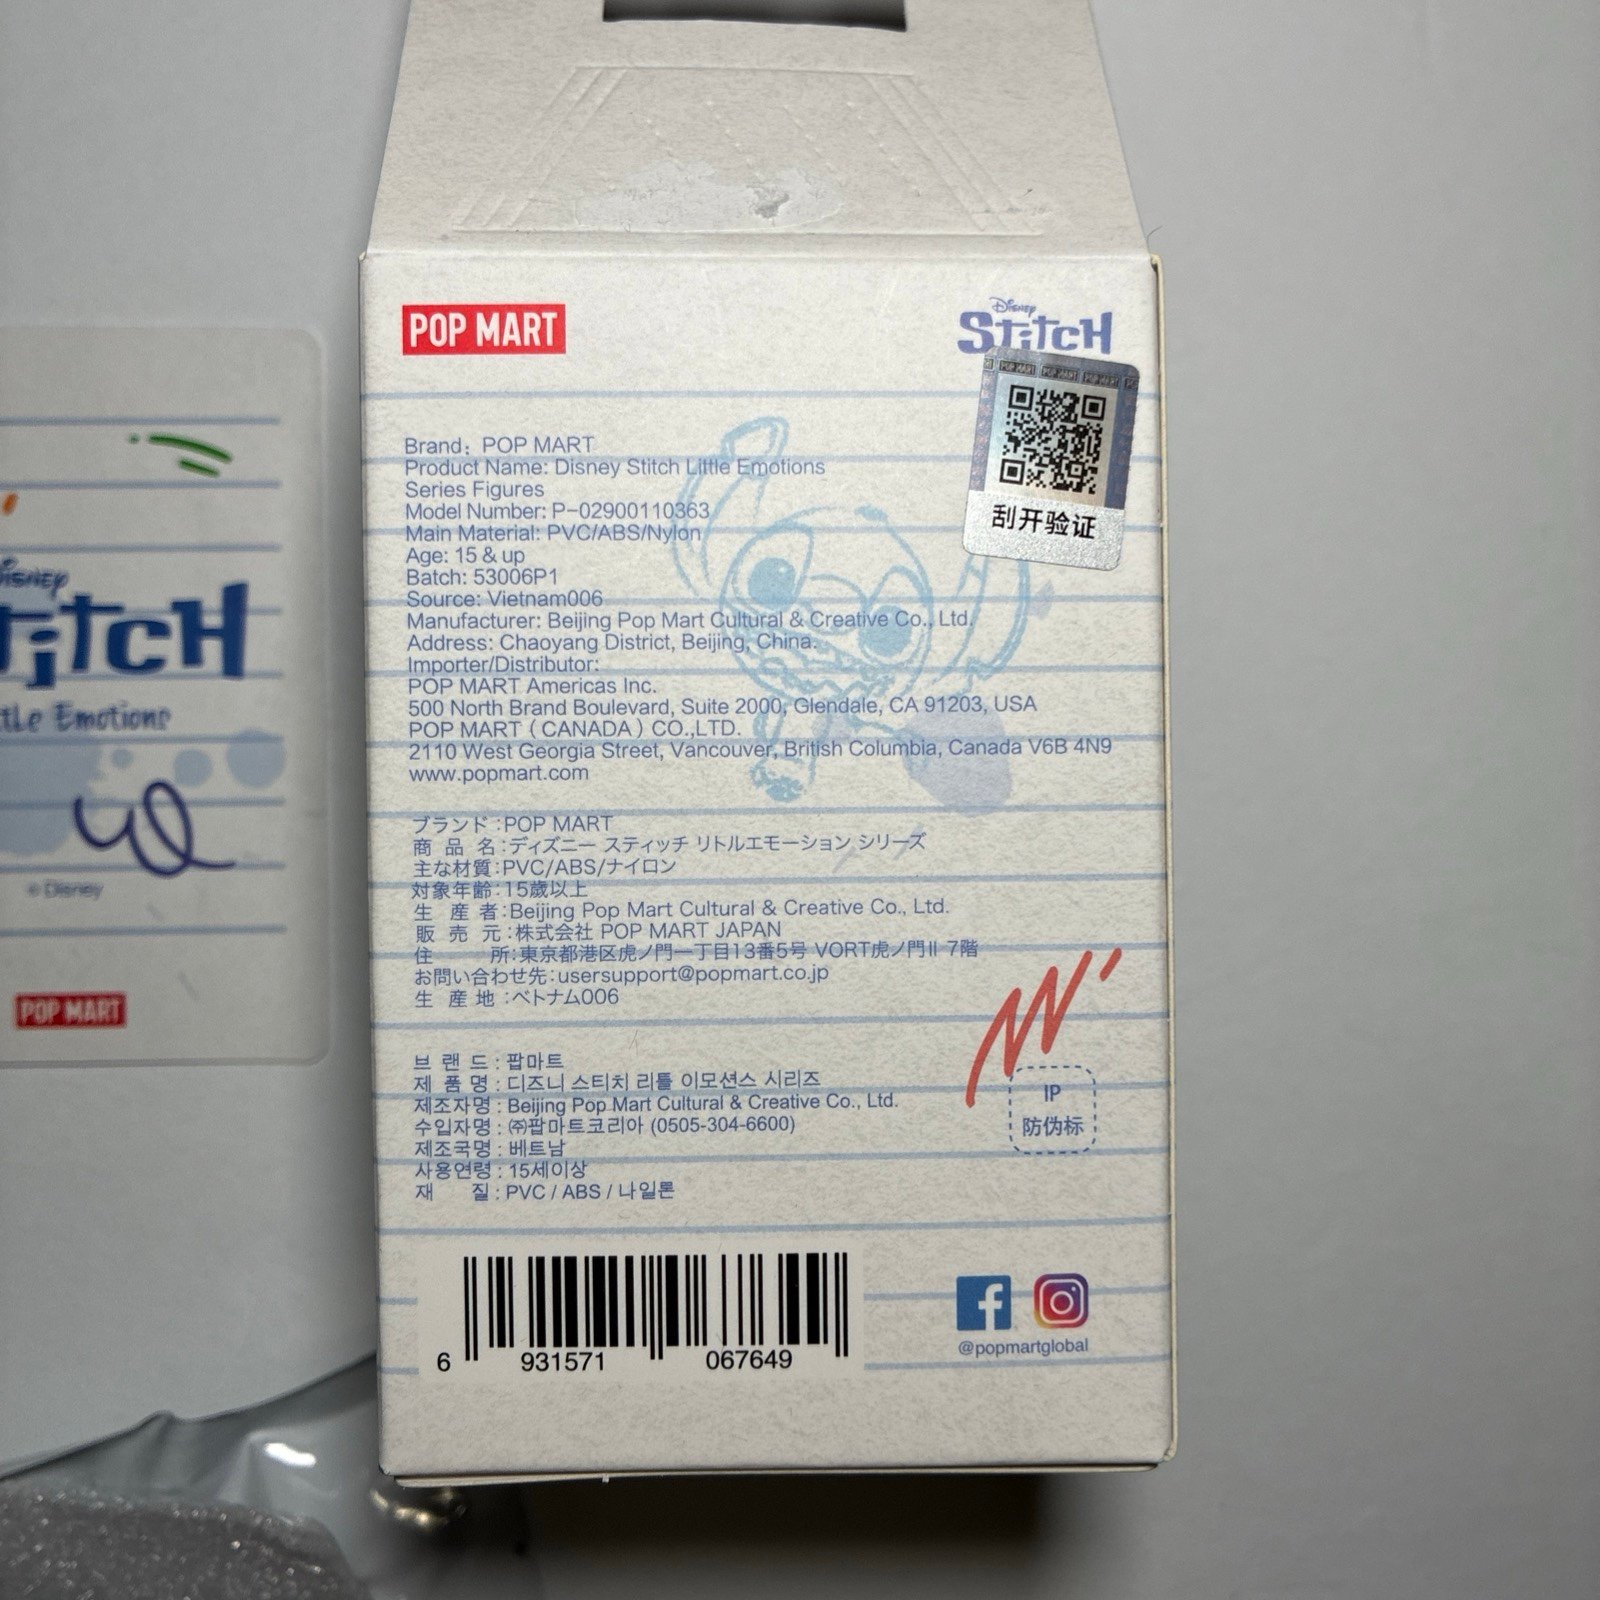 POP MART
Disney
Stitch
POP MART POP MART POP MART
刮开验证
Brand: POP MART
Product Name: Disney Stitch Little Emotions
Series Figures
Model Number: P-02900110363
Main Material: PVC/ABS/Nylon
Age: 15 & up
Batch: 53006P1
Source: Vietnam006
Manufacturer: Beijing Pop Mart Cultural & Creative Co., Ltd.
Address: Chaoyang District, Beijing, China.
Importer/Distributor:
POP MART Americas Inc.
500 North Brand Boulevard, Suite 2000, Glendale, CA 91203, USA
POP MART (CANADA) CO.,LTD.
2110 West Georgia Street, Vancouver, British Columbia, Canada V6B 4N9
www.popmart.com
ブランド:POP MART
商品名:ディズニー スティッチ リトルエモーション シリーズ
主な材質:PVC/ABS/ナイロン
対象年齢:15歳以上
生産者:Beijing Pop Mart Cultural & Creative Co., Ltd.
販売元:株式会社 POP MART JAPAN
住所:東京都港区虎ノ門一丁目13番5号 VORT虎ノ門Ⅱ 7階
お問い合わせ先:usersupport@popmart.co.jp
生産地:ベトナム006
브랜드: 팝마트
제품명: 디즈니 스티치 리틀 이모션스 시리즈
제조자명: Beijing Pop Mart Cultural & Creative Co., Ltd.
수입자명: ㈜팝마트코리아 (0505-304-6600)
제조국명: 베트남
사용연령: 15세이상
재질: PVC / ABS / 나일론
IP
防伪标
6 931571 067649
@popmartglobal
Disney
© Disney
POP MART